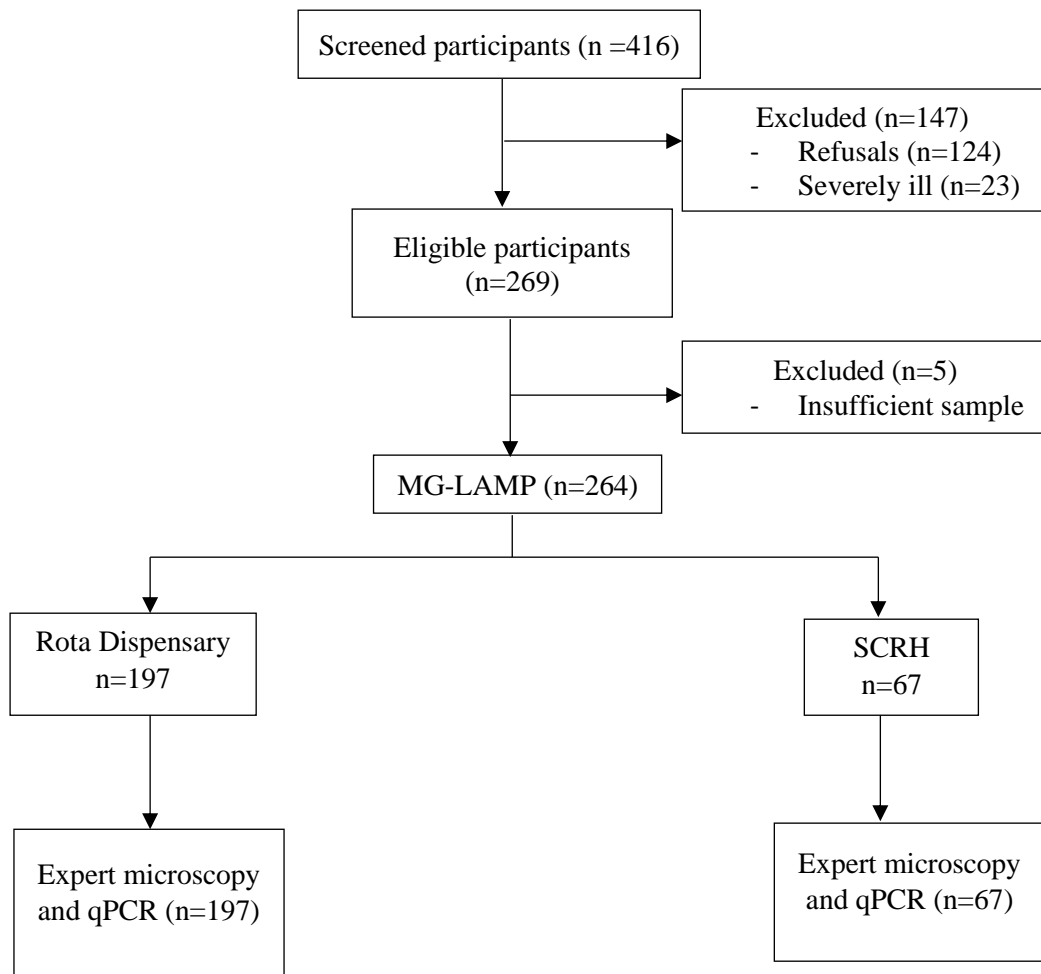 Screened participants (n =416)
Excluded (n=147)
- Refusals (n=124)
- Severely ill (n=23)
Eligible participants
(n=269)
Excluded (n=5)
- Insufficient sample
MG-LAMP (n=264)
Rota Dispensary
n=197
SCRH
n=67
Expert microscopy
and qPCR (n=197)
Expert microscopy
and qPCR (n=67)